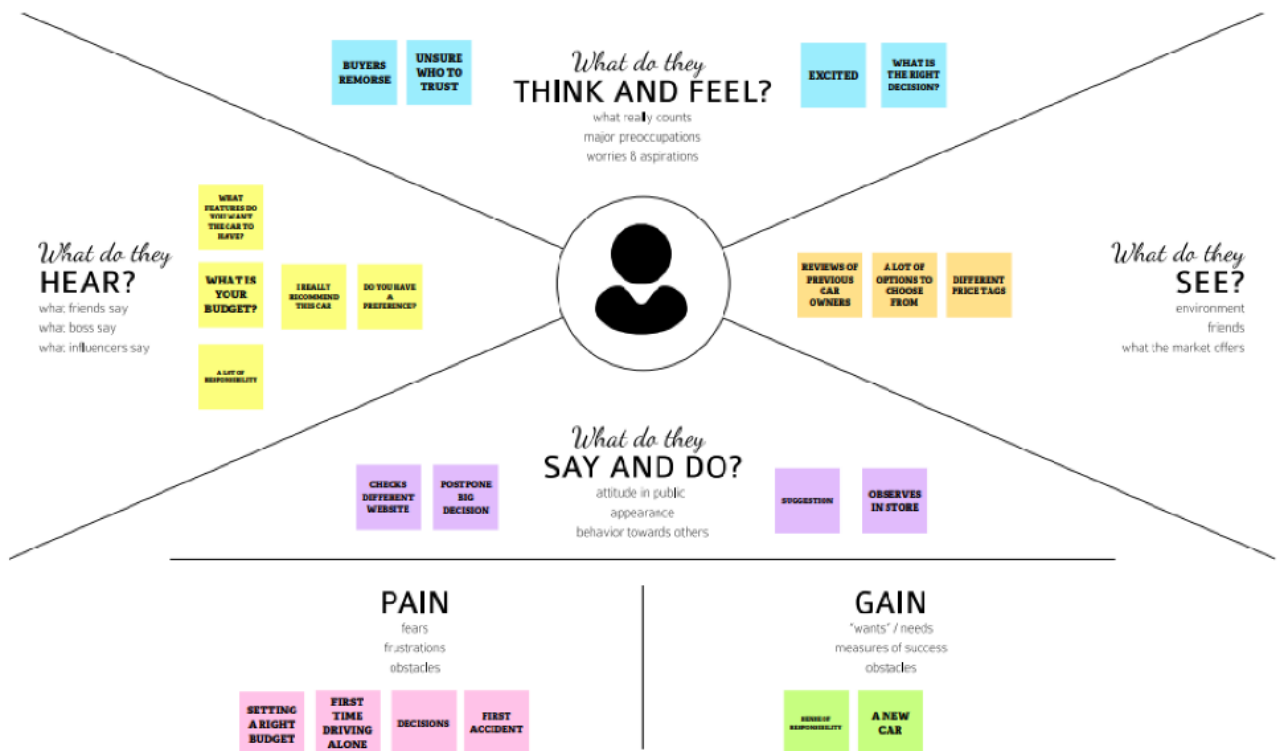 BUYERS
REMORSE
UNSURE
WHO TO
TRUST
What do they
THINK AND FEEL?
what really counts
major preoccupations
worries & aspirations
EXCITED
WHAT IS
THE RIGHT
DECISION?
What do they
HEAR?
what friends say
what boss say
what influencers say
WHAT
FEATURES DO
YOU WANT
THE CAR TO
HAVE?
WHAT IS
YOUR
BUDGET?
I REALLY
RECOMMEND
THIS CAR
DO YOU HAVE
A
PREFERENCE?
A LOT OF
RESPONSIBILITY
REVIEWS OF
PREVIOUS
CAR
OWNERS
A LOT OF
OPTIONS TO
CHOOSE
FROM
DIFFERENT
PRICE TAGS
What do they
SEE?
environment
friends
what the market offers
What do they
SAY AND DO?
attitude in public
appearance
behavior towards others
CHECKS
DIFFERENT
WEBSITE
POSTPONE
BIG
DECISION
SUGGESTION
OBSERVES
IN STORE
PAIN
fears
frustrations
obstacles
SETTING
A RIGHT
BUDGET
FIRST
TIME
DRIVING
ALONE
DECISIONS
FIRST
ACCIDENT
GAIN
"wants" / needs
measures of success
obstacles
SENSE OF
RESPONSIBILITY
A NEW
CAR